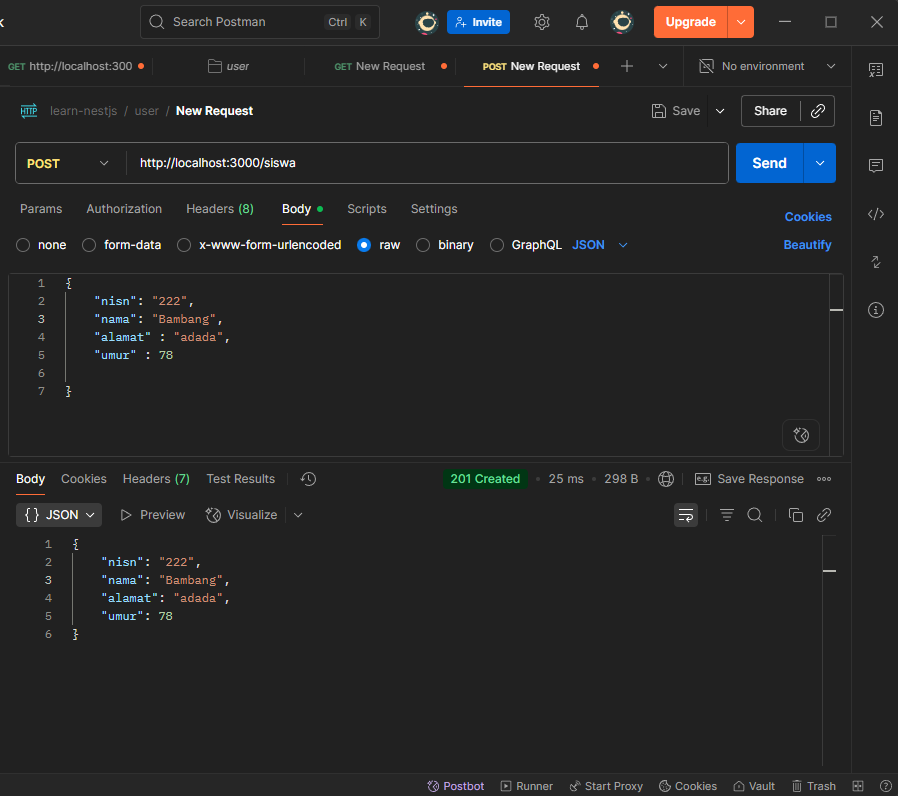 Search Postman Ctrl K Invite Upgrade
GET http://localhost:300 user GET New Request POST New Request No environment
HTTP learn-nestjs / user / New Request Save Share
POST http://localhost:3000/siswa Send
Params Authorization Headers (8) Body Scripts Settings Cookies
none form-data x-www-form-urlencoded raw binary GraphQL JSON Beautify
1 {
2 "nisn": "222",
3 "nama": "Bambang",
4 "alamat" : "adada",
5 "umur" : 78
6
7 }
Body Cookies Headers (7) Test Results 201 Created 25 ms 298 B e.g. Save Response
{} JSON Preview Visualize
1 {
2 "nisn": "222",
3 "nama": "Bambang",
4 "alamat": "adada",
5 "umur": 78
6 }
Postbot Runner Start Proxy Cookies Vault Trash